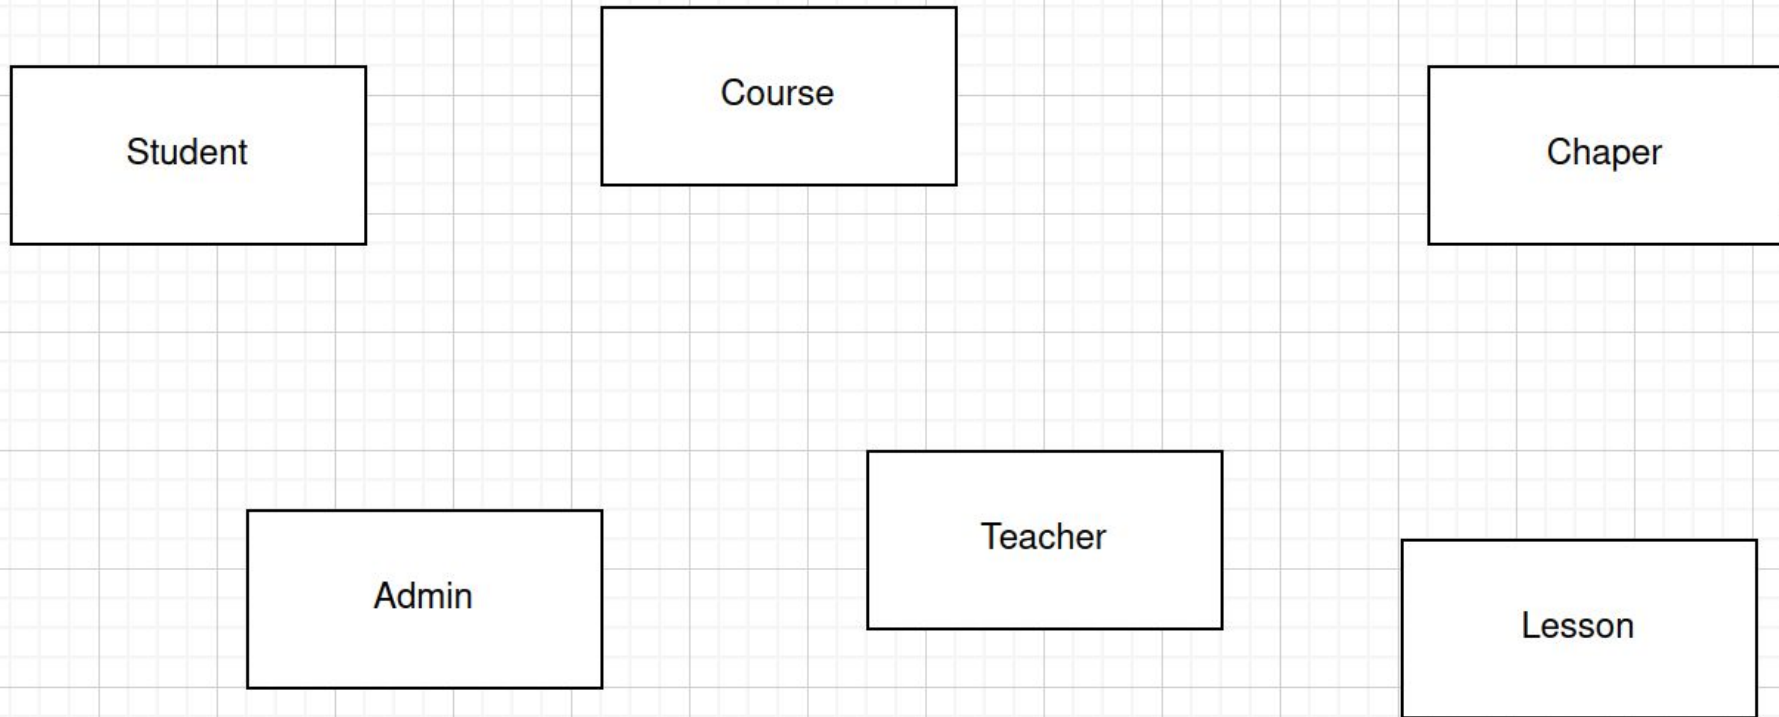 Course
Student
Chaper
Teacher
Admin
Lesson